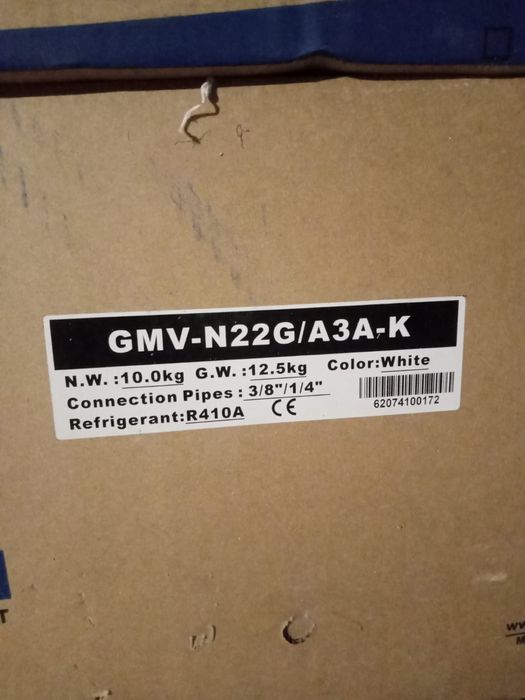 GMV-N22G/A3A-K
N.W. :10.0kg G.W. :12.5kg Color:White
Connection Pipes : 3/8"/1/4"
Refrigerant:R410A CE
62074100172
T